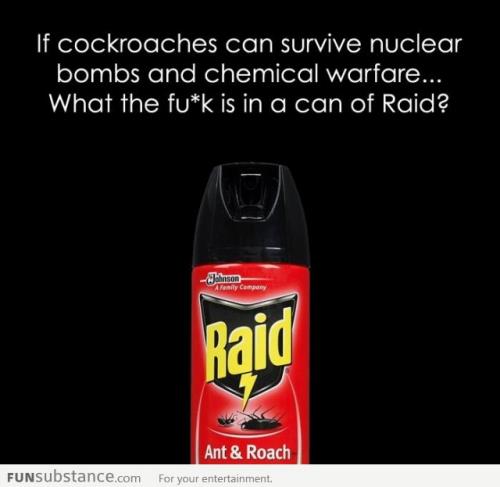 If cockroaches can survive nuclear
bombs and chemical warfare...
What the fu*k is in a can of Raid?
Johnson
A Family Company
Raid
Ant & Roach
FUNsubstance.com For your entertainment.